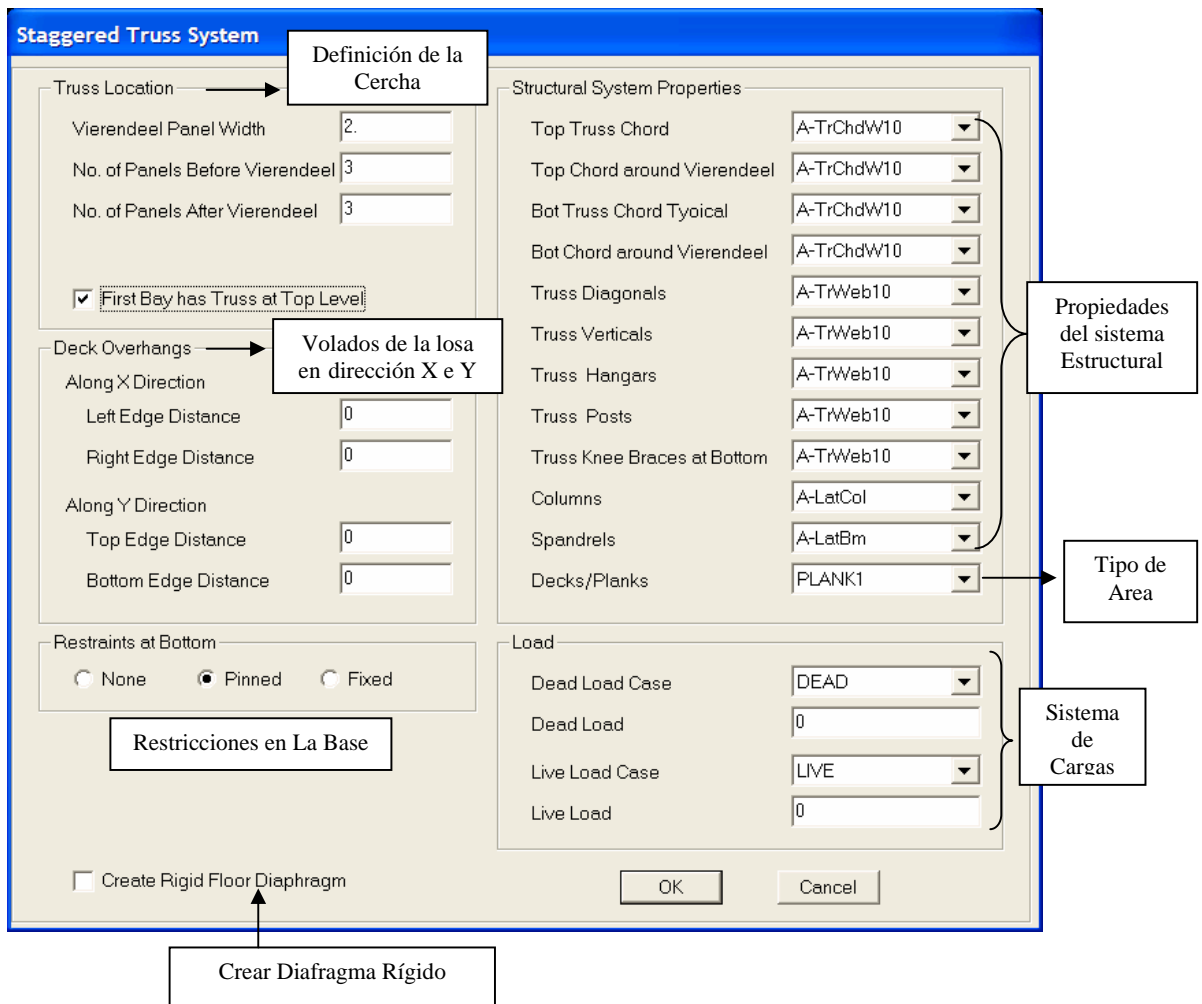 Staggered Truss System
Definición de la
Cercha
Truss Location
Vierendeel Panel Width 2.
No. of Panels Before Vierendeel 3
No. of Panels After Vierendeel 3
First Bay has Truss at Top Level
Deck Overhangs
Volados de la losa
en dirección X e Y
Along X Direction
Left Edge Distance 0
Right Edge Distance 0
Along Y Direction
Top Edge Distance 0
Bottom Edge Distance 0
Restraints at Bottom
None Pinned Fixed
Restricciones en La Base
Create Rigid Floor Diaphragm
Crear Diafragma Rígido
Structural System Properties
Top Truss Chord A-TrChdW10
Top Chord around Vierendeel A-TrChdW10
Bot Truss Chord Tyoical A-TrChdW10
Bot Chord around Vierendeel A-TrChdW10
Truss Diagonals A-TrWeb10
Truss Verticals A-TrWeb10
Truss Hangars A-TrWeb10
Truss Posts A-TrWeb10
Truss Knee Braces at Bottom A-TrWeb10
Columns A-LatCol
Spandrels A-LatBm
Decks/Planks PLANK1
Propiedades
del sistema
Estructural
Tipo de
Area
Load
Dead Load Case DEAD
Dead Load 0
Live Load Case LIVE
Live Load 0
Sistema
de
Cargas
OK Cancel